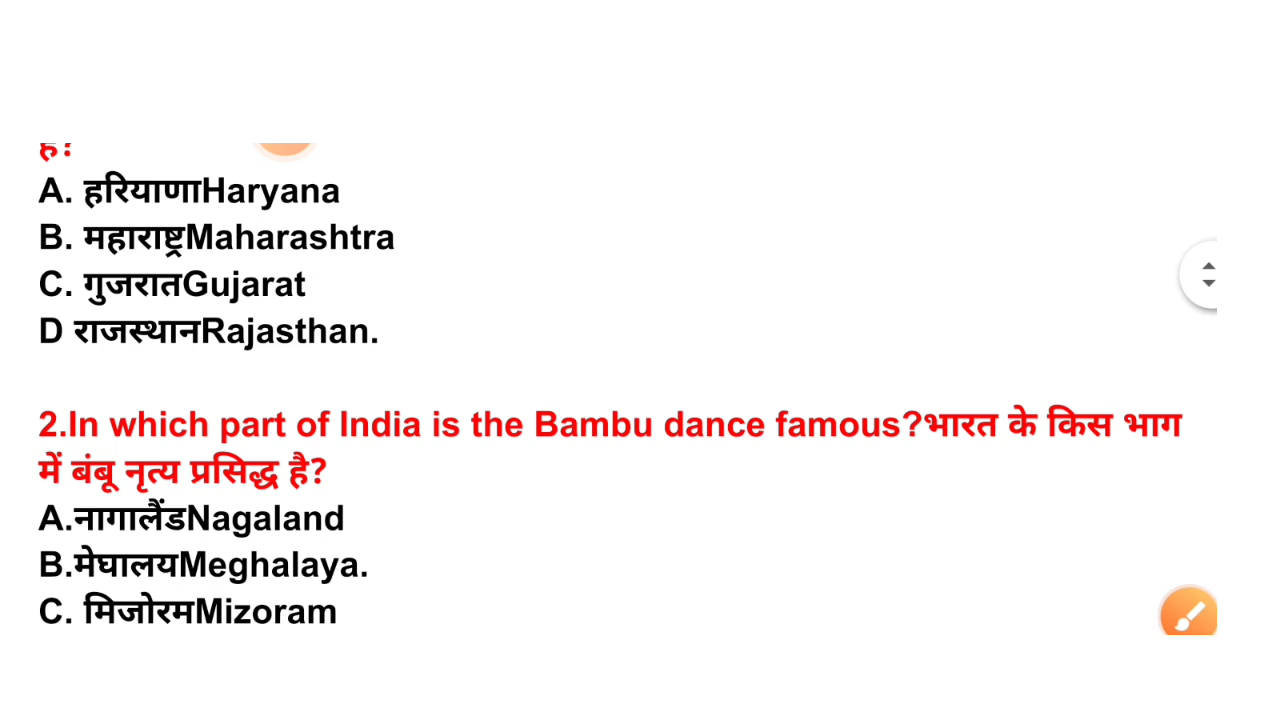 है?
A. हरियाणाHaryana
B. महाराष्ट्रMaharashtra
C. गुजरातGujarat
D राजस्थानRajasthan.
2.In which part of India is the Bambu dance famous?भारत के किस भाग
में बंबू नृत्य प्रसिद्ध है?
A.नागालैंडNagaland
B.मेघालयMeghalaya.
C. मिजोरमMizoram